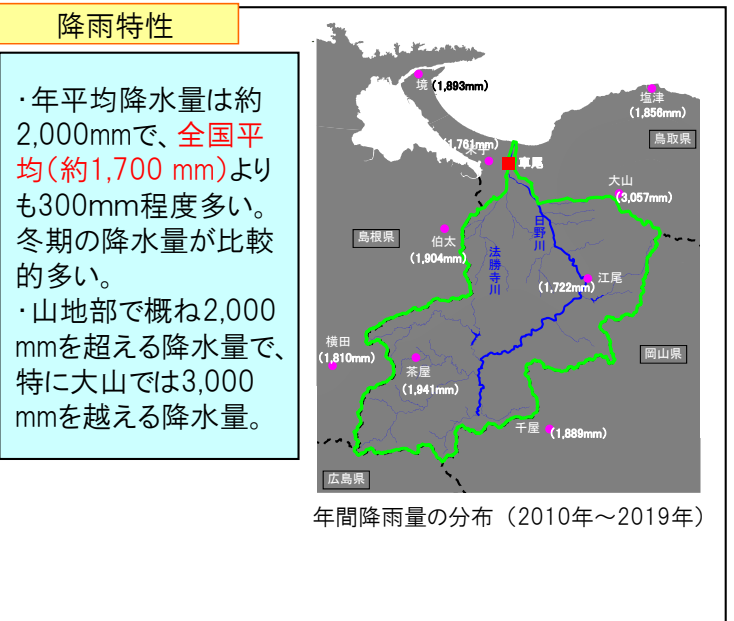 降雨特性
・年平均降水量は約
2,000mmで、全国平
均(約1,700 mm)より
も300mm程度多い。
冬期の降水量が比較
的多い。
・山地部で概ね2,000
mmを超える降水量で、
特に大山では3,000
mmを越える降水量。
境 (1,893mm)
塩津
(1,856mm)
鳥取県
(1,761mm)
米子
車尾
大山
(3,057mm)
島根県
伯太
(1,904mm)
日野川
法勝寺川
江尾
(1,722mm)
横田
(1,810mm)
岡山県
茶屋
(1,941mm)
千屋
(1,889mm)
広島県
年間降雨量の分布（2010年～2019年）